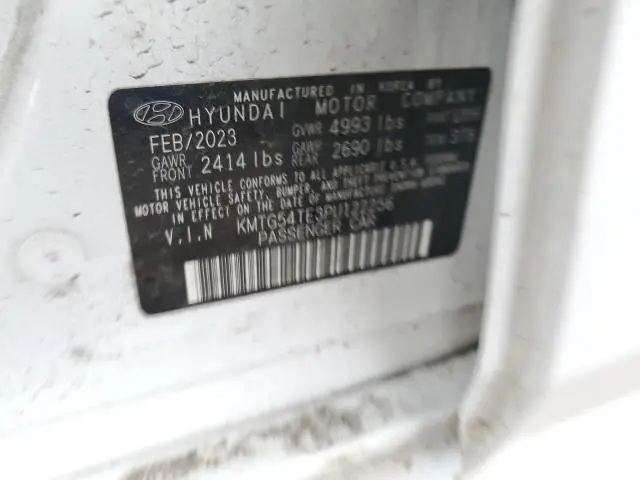 MANUFACTURED IN KOREA BY
HYUNDAI MOTOR COMPANY
FEB/2023 GVWR 4993 lbs
GAWR FRONT 2414 lbs GAWR REAR 2690 lbs
THIS VEHICLE CONFORMS TO ALL APPLICABLE U.S.A. FEDERAL
MOTOR VEHICLE SAFETY, BUMPER, AND THEFT PREVENTION
STANDARDS IN EFFECT ON THE DATE OF MANUFACTURE SHOWN ABOVE.
V.I.N KMTG54TE3PU122256
PASSENGER CAR